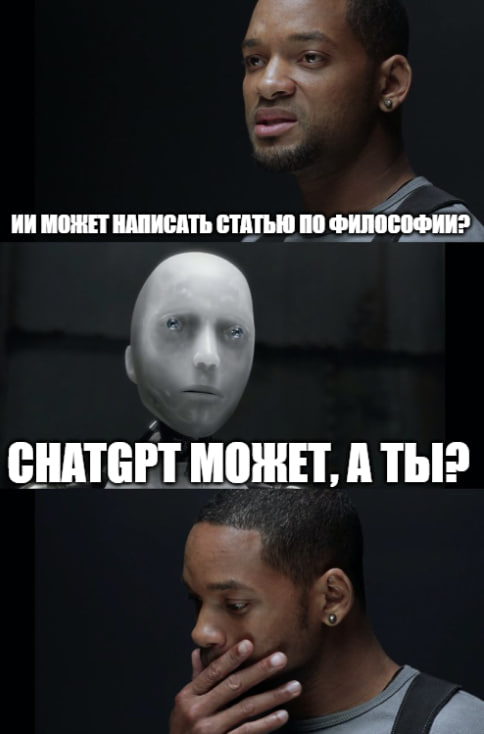 ИИ МОЖЕТ НАПИСАТЬ СТАТЬЮ ПО ФИЛОСОФИИ?
CHATGPT МОЖЕТ, А ТЫ?